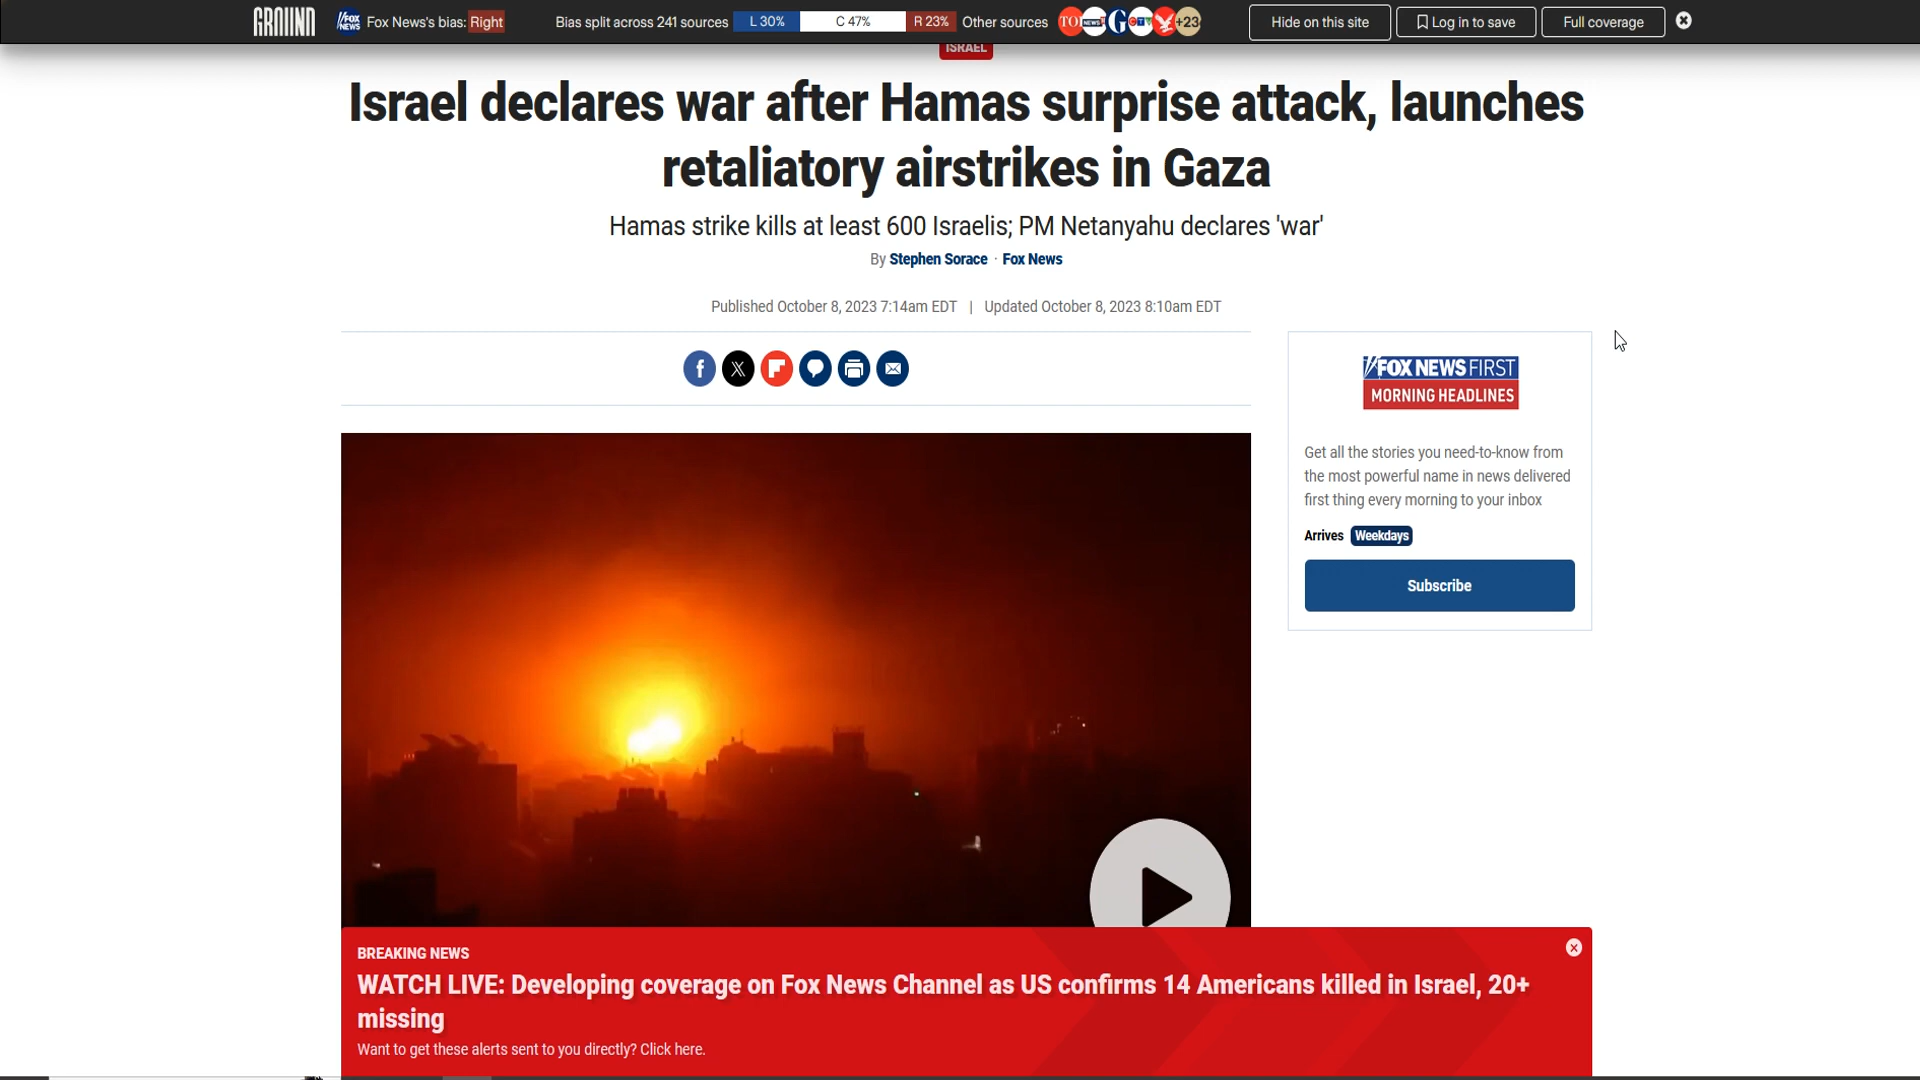 GROUND
FOX NEWS
Fox News's bias: Right
Bias split across 241 sources L 30% C 47% R 23% Other sources
TO NEWS G CTV +23
Hide on this site
Log in to save
Full coverage
ISRAEL
Israel declares war after Hamas surprise attack, launches
retaliatory airstrikes in Gaza
Hamas strike kills at least 600 Israelis; PM Netanyahu declares 'war'
By Stephen Sorace · Fox News
Published October 8, 2023 7:14am EDT | Updated October 8, 2023 8:10am EDT
FOX NEWS FIRST
MORNING HEADLINES
Get all the stories you need-to-know from
the most powerful name in news delivered
first thing every morning to your inbox
Arrives Weekdays
Subscribe
BREAKING NEWS
WATCH LIVE: Developing coverage on Fox News Channel as US confirms 14 Americans killed in Israel, 20+
missing
Want to get these alerts sent to you directly? Click here.